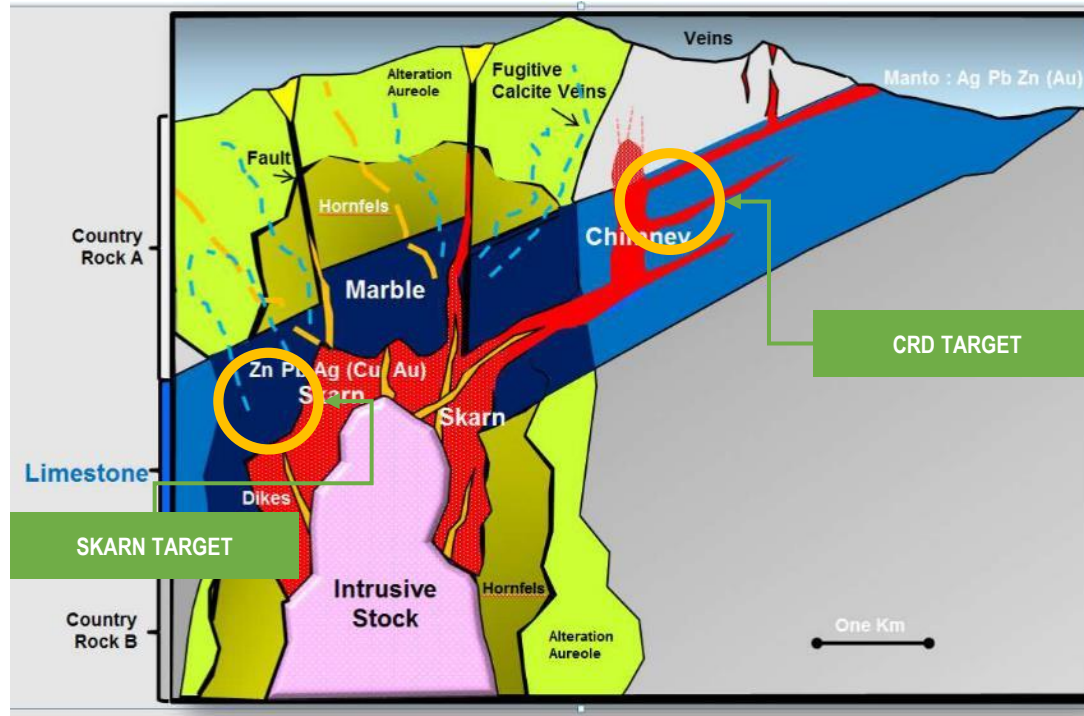 Veins
Alteration
Aureole
Fugitive
Calcite Veins
Manto : Ag Pb Zn (Au)
Fault
Hornfels
Country
Rock A
Chimney
Marble
CRD TARGET
Zn Pb Ag (Cu Au)
Skarn
Skarn
Limestone
Dikes
SKARN TARGET
Intrusive
Stock
Hornfels
Country
Rock B
Alteration
Aureole
One Km